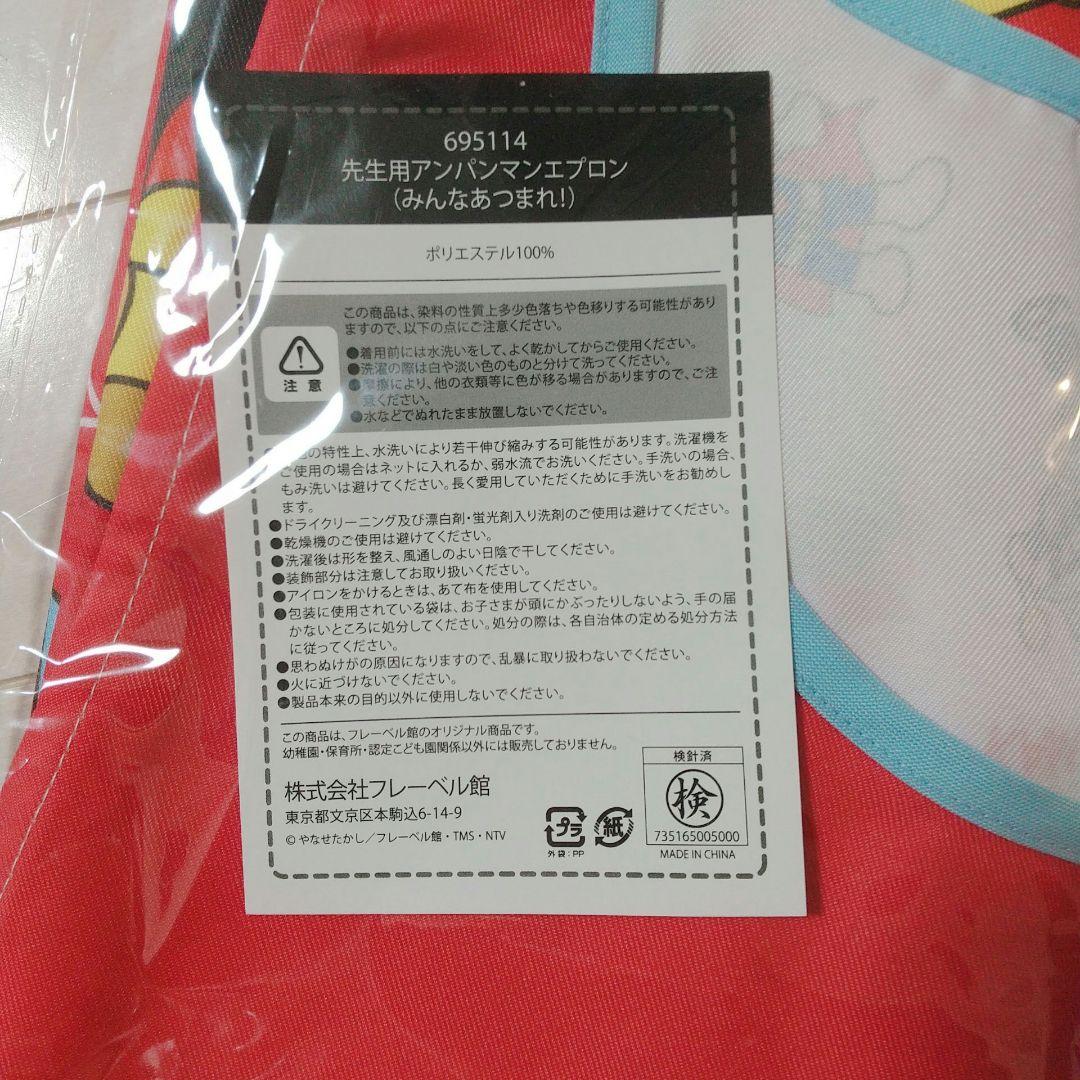 695114
先生用アンパンマンエプロン
(みんなあつまれ!)
ポリエステル100%
この商品は、染料の性質上多少色落ちや色移りする可能性があり
ますので、以下の点にご注意ください。
注意
●着用前には水洗いをして、よく乾かしてからご使用ください。
●洗濯の際は白や淡い色のものと分けて洗ってください。
●摩擦により、他の衣類等に色が移る場合がありますので、ご注
意ください。
●水などでぬれたまま放置しないでください。
の特性上、水洗いにより若干伸び縮みする可能性があります。洗濯機を
ご使用の場合はネットに入れるか、弱水流でお洗いください。手洗いの場合、
もみ洗いは避けてください。長く愛用していただくために手洗いをお勧めし
ます。
●ドライクリーニング及び漂白剤・蛍光剤入り洗剤のご使用は避けてください。
●乾燥機のご使用は避けてください。
●洗濯後は形を整え、風通しのよい日陰で干してください。
●装飾部分は注意してお取り扱いください。
●アイロンをかけるときは、あて布を使用してください。
●包装に使用されている袋は、お子さまが頭にかぶったりしないよう、手の届
かないところに処分してください。処分の際は、各自治体の定める処分方法
に従ってください。
●思わぬけがの原因になりますので、乱暴に取り扱わないでください。
●火に近づけないでください。
●製品本来の目的以外に使用しないでください。
この商品は、フレーベル館のオリジナル商品です。
幼稚園・保育所・認定こども園関係以外には販売しておりません。
株式会社フレーベル館
東京都文京区本駒込6-14-9
©やなせたかし/フレーベル館・TMS・NTV
プラ
外袋:PP
紙
検針済
検
735165005000
MADE IN CHINA